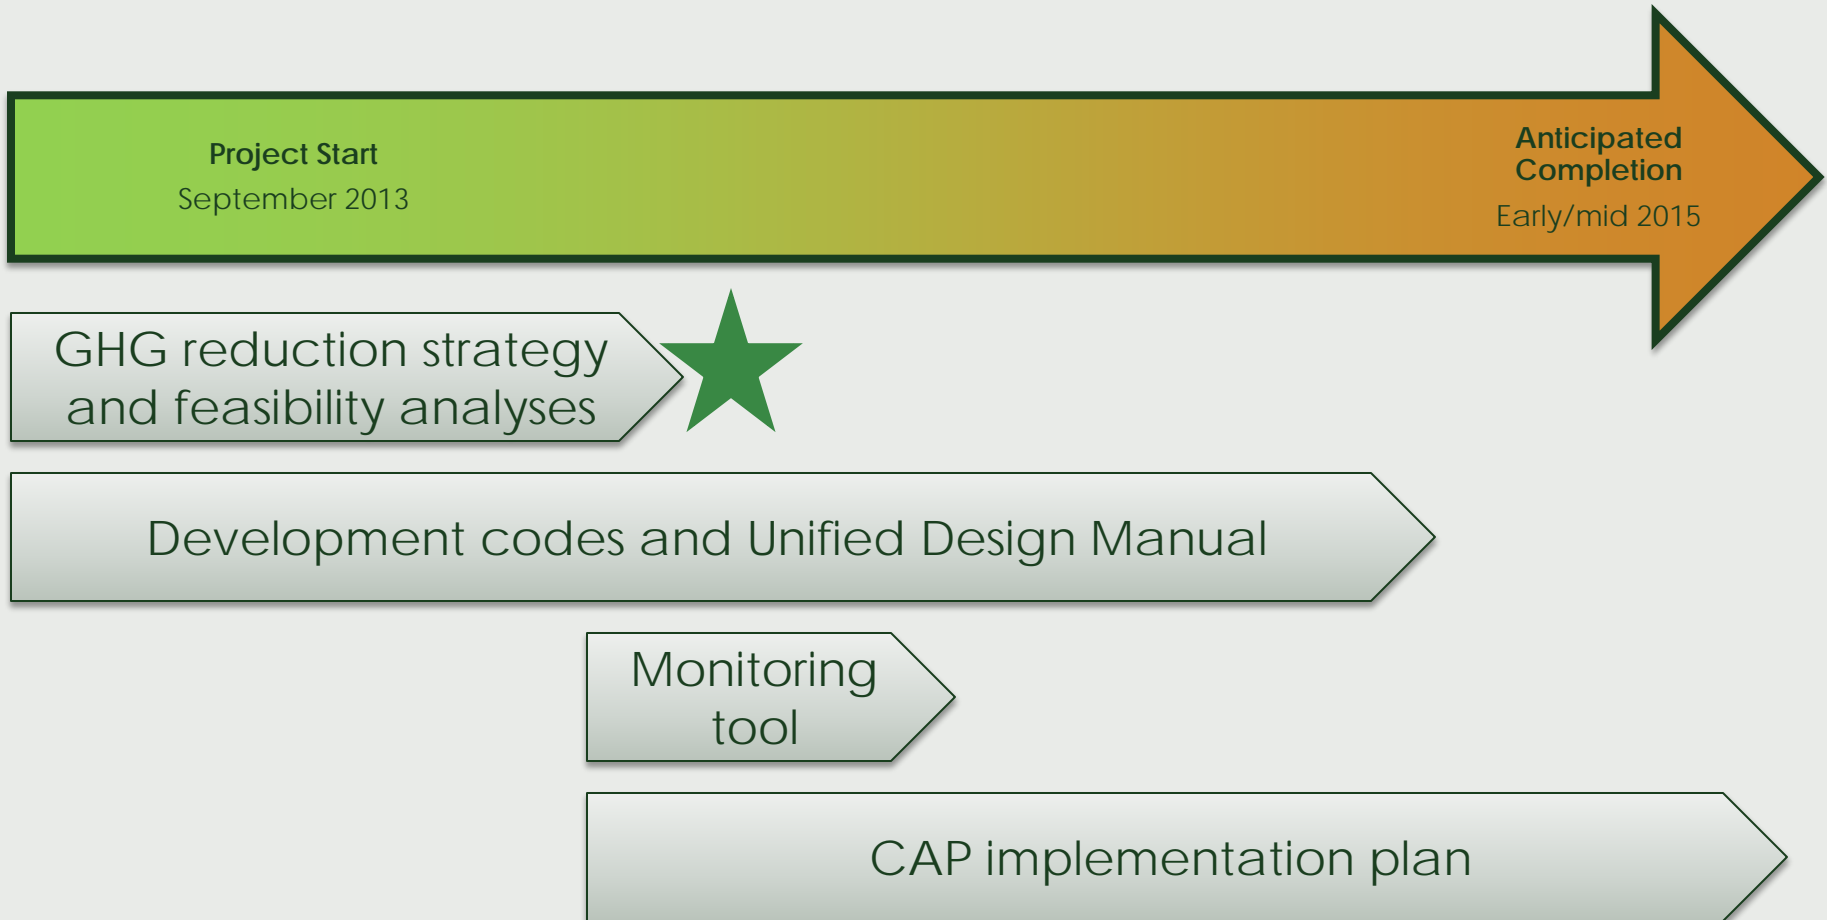 Project Start
September 2013
Anticipated
Completion
Early/mid 2015
GHG reduction strategy
and feasibility analyses
Development codes and Unified Design Manual
Monitoring
tool
CAP implementation plan